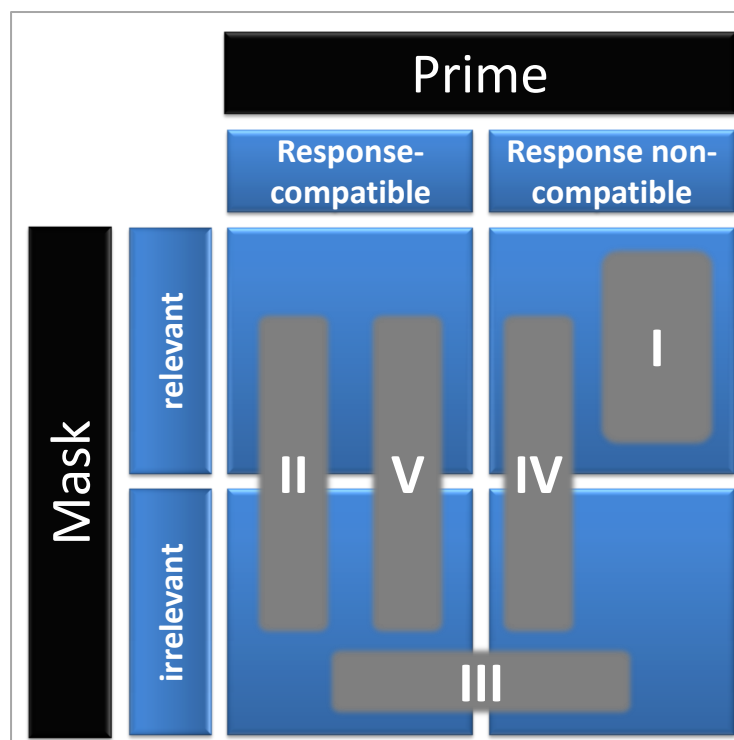 Prime
Response-
compatible
Response non-
compatible
Mask
relevant
irrelevant
I
II
V
IV
III